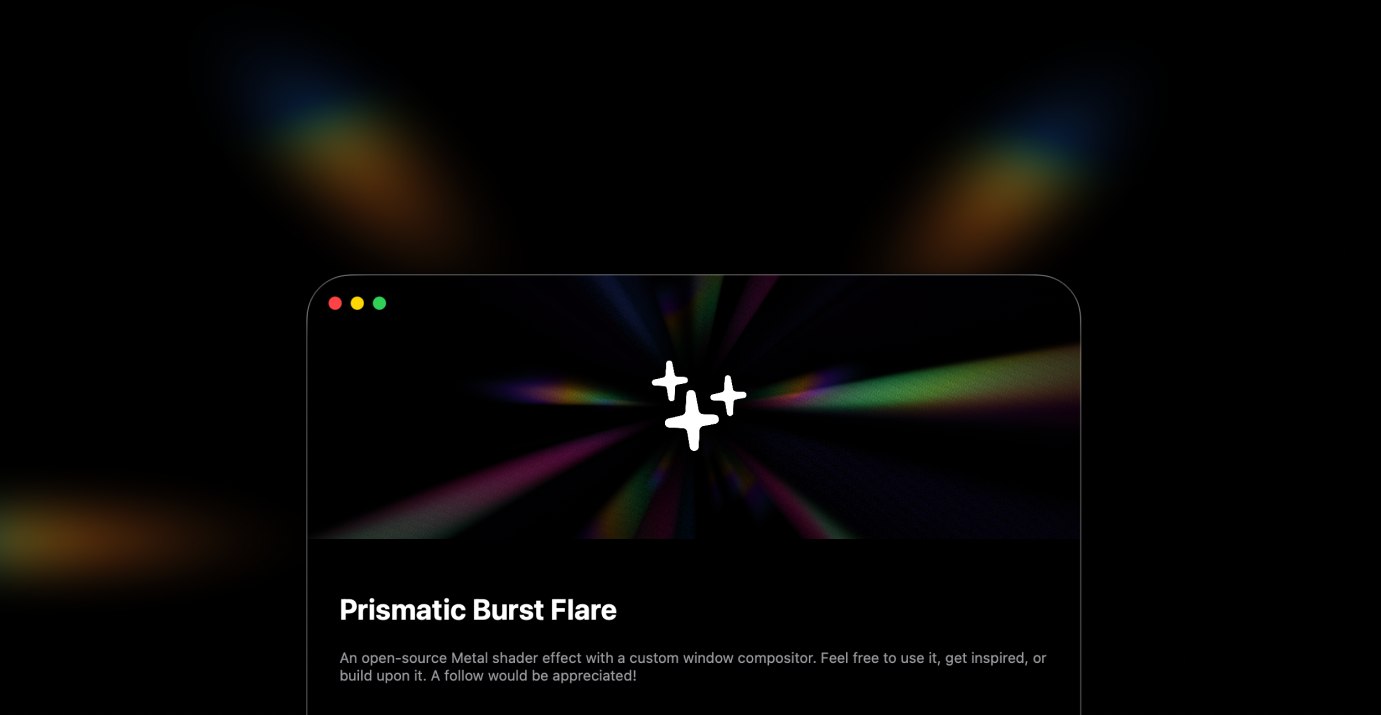 Prismatic Burst Flare
An open-source Metal shader effect with a custom window compositor. Feel free to use it, get inspired, or
build upon it. A follow would be appreciated!